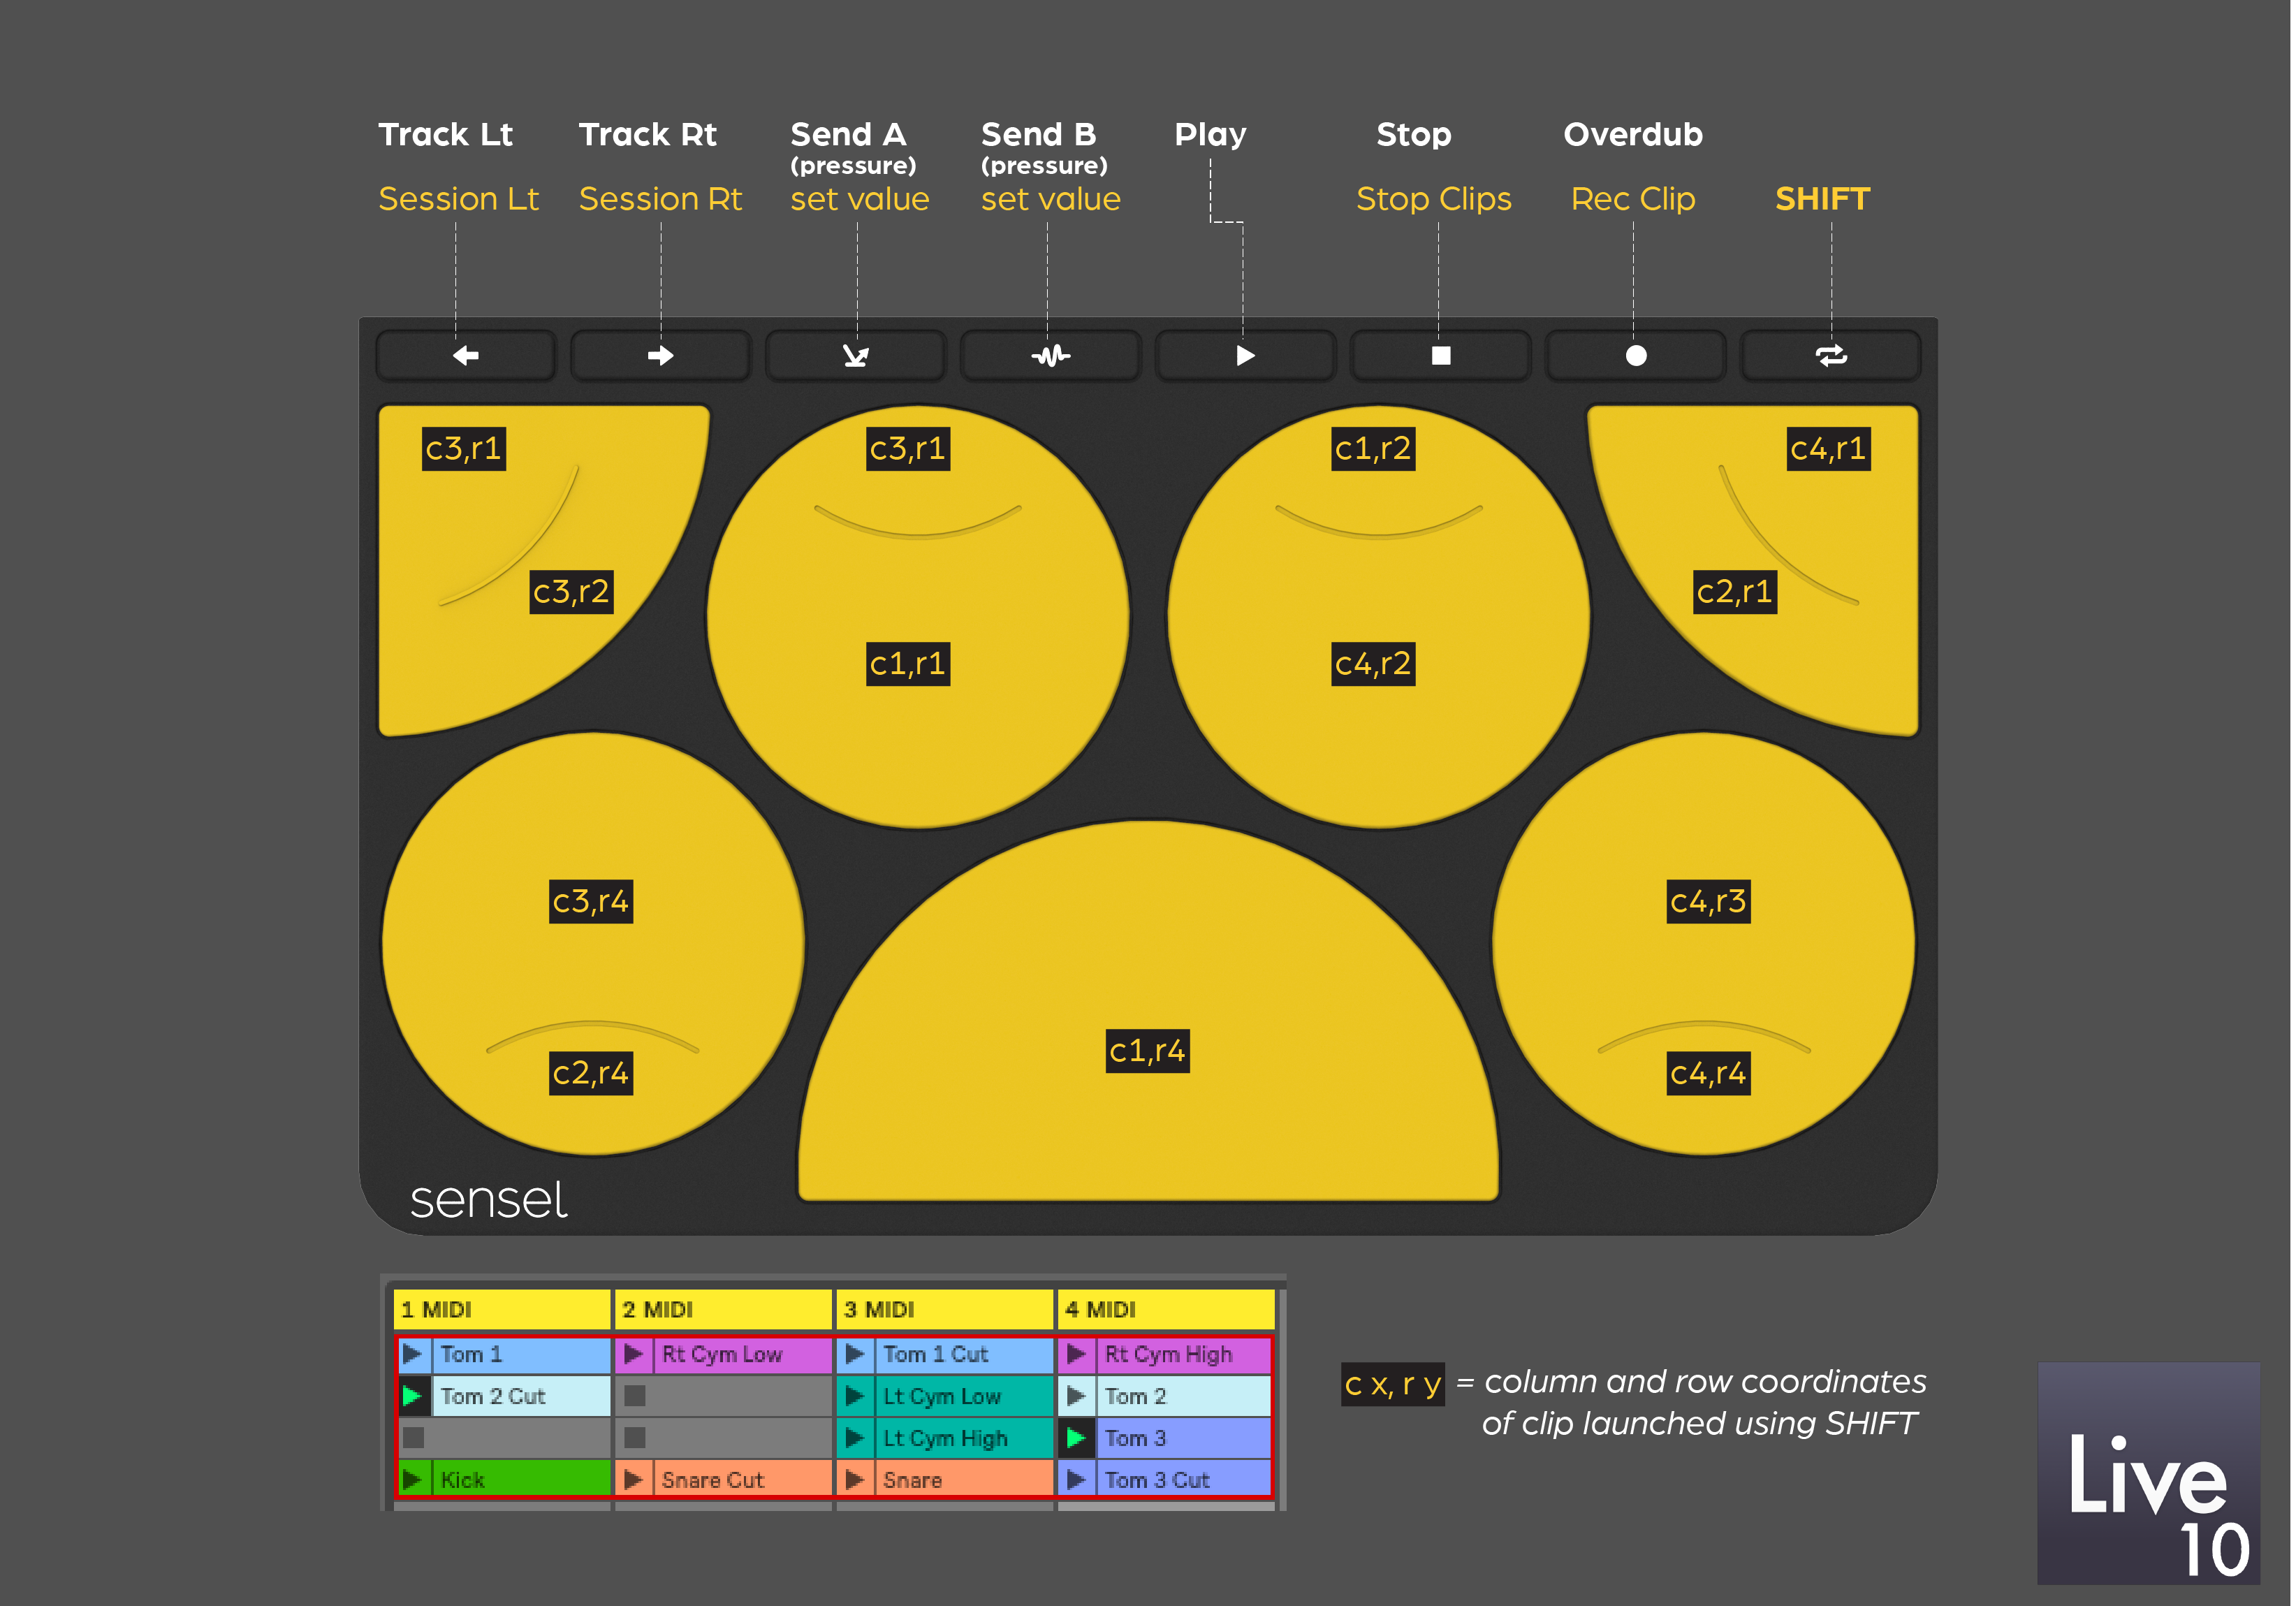 Track Lt
Track Rt
Send A
(pressure)
Send B
(pressure)
Play
Stop
Overdub
Session Lt
Session Rt
set value
set value
Stop Clips
Rec Clip
SHIFT
c3,r1
c3,r1
c1,r2
c4,r1
c3,r2
c2,r1
c1,r1
c4,r2
c3,r4
c4,r3
c1,r4
c2,r4
c4,r4
sensel
1 MIDI
2 MIDI
3 MIDI
4 MIDI
Tom 1
Rt Cym Low
Tom 1 Cut
Rt Cym High
Tom 2 Cut
Lt Cym Low
Tom 2
Lt Cym High
Tom 3
Kick
Snare Cut
Snare
Tom 3 Cut
c x, r y = column and row coordinates
of clip launched using SHIFT
Live
10